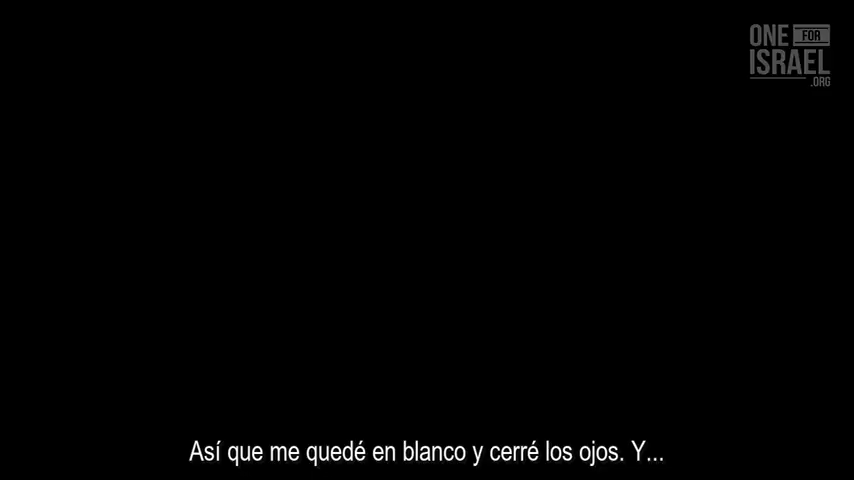 ONE FOR
ISRAEL
.ORG
Así que me quedé en blanco y cerré los ojos. Y...